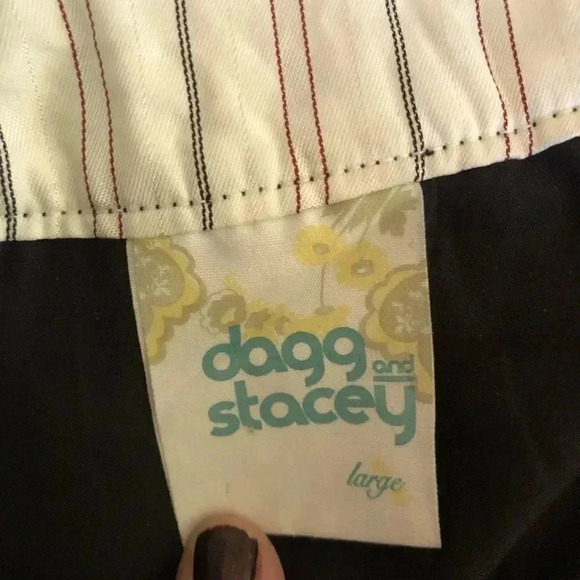 dagg and
stacey
large